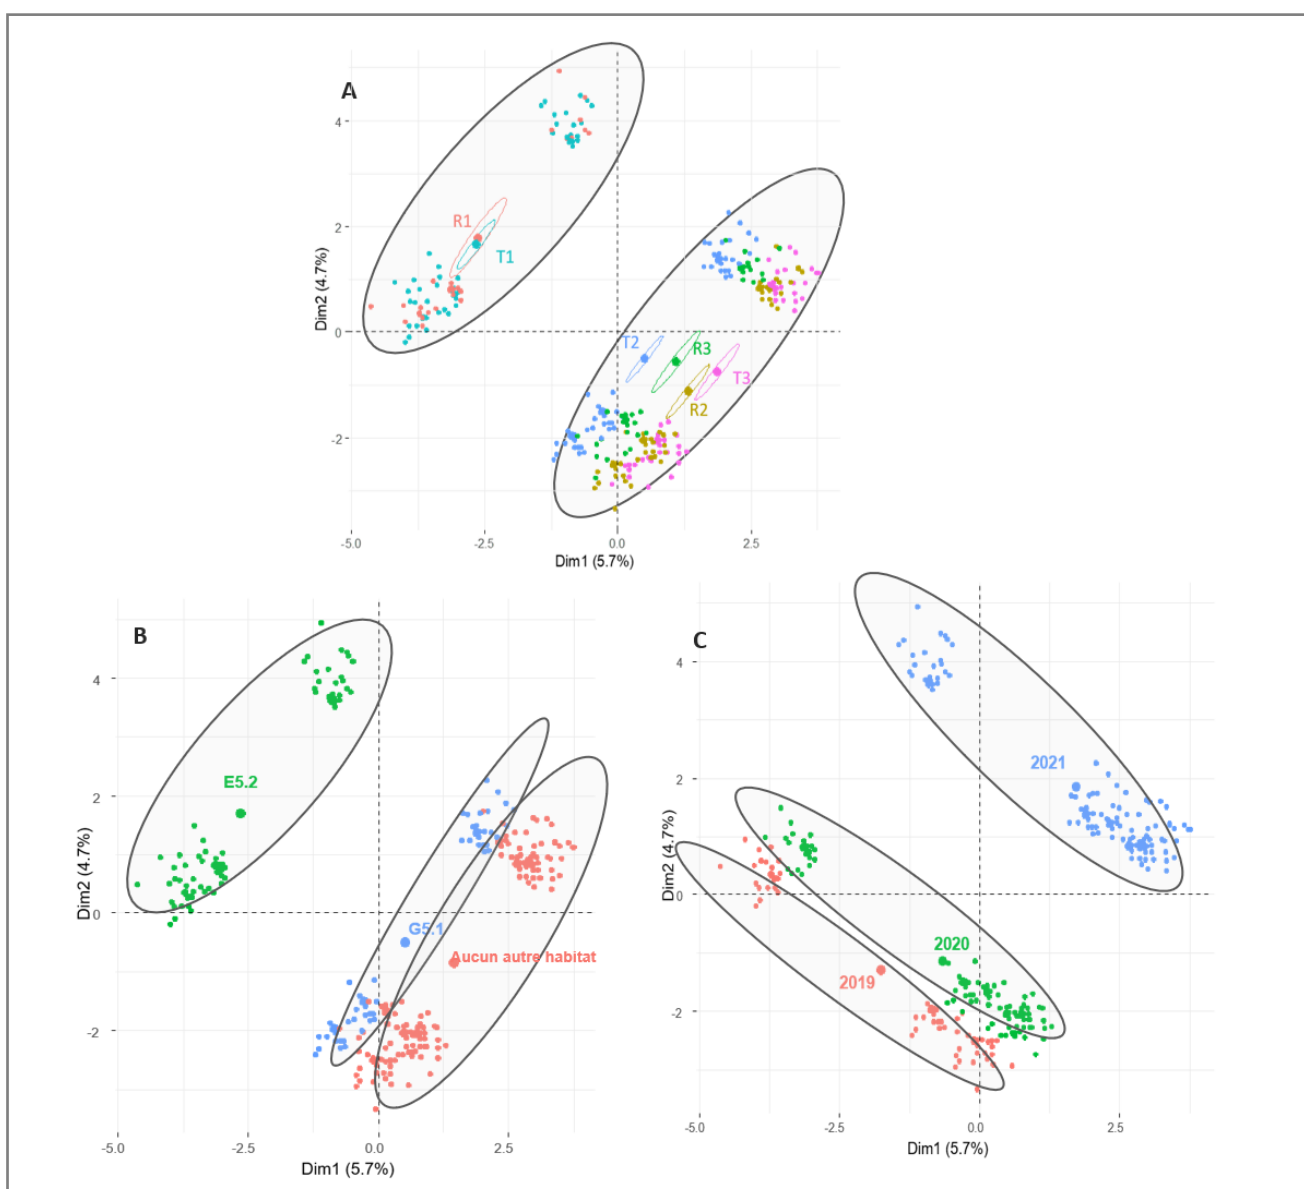 A
4
2
0
-2
R1
T1
T2
R3
T3
R2
Dim2 (4.7%)
-5.0
-2.5
0.0
2.5
Dim1 (5.7%)
B
4
2
0
-2
E5.2
G5.1
Aucun autre habitat
Dim2 (4.7%)
-5.0
-2.5
0.0
2.5
Dim1 (5.7%)
C
4
2
0
-2
2021
2020
2019
Dim2 (4.7%)
-5.0
-2.5
0.0
2.5
Dim1 (5.7%)